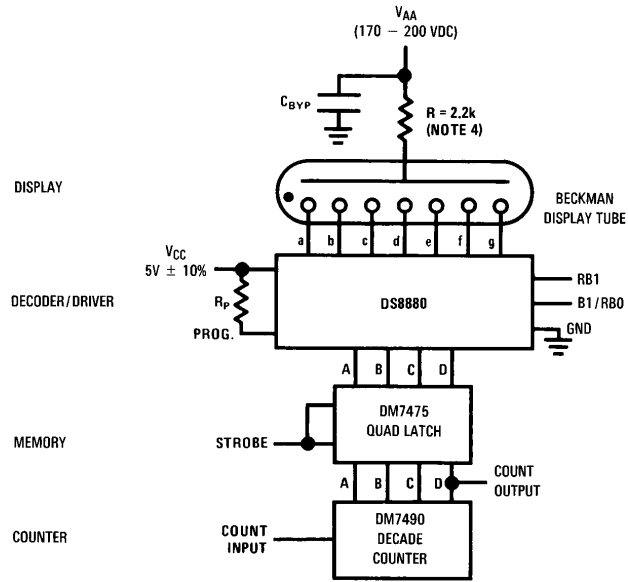 VAA
(170 – 200 VDC)
CBYP
R = 2.2k
(NOTE 4)
DISPLAY
BECKMAN
DISPLAY TUBE
a b c d e f g
VCC
5V ± 10%
RB1
DECODER/DRIVER
RP
DS8880
B1/RB0
PROG.
GND
A B C D
DM7475
QUAD LATCH
MEMORY
STROBE
A B C D
COUNT
OUTPUT
DM7490
DECADE
COUNTER
COUNTER
COUNT
INPUT